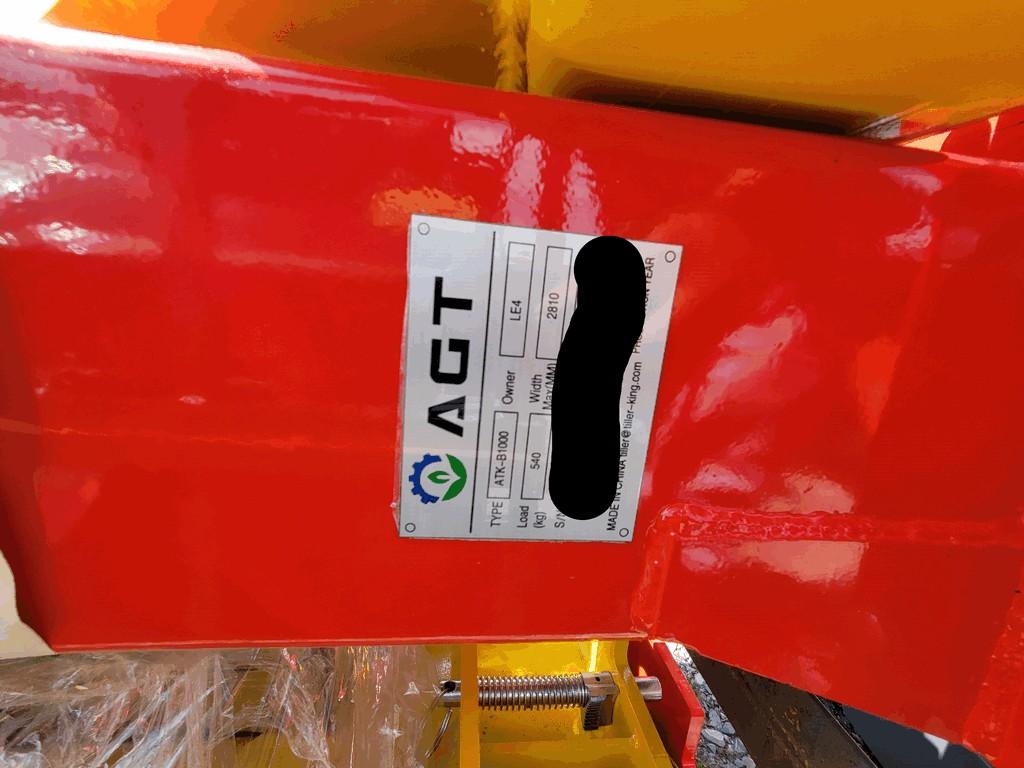 AGT
TYPE ATK-B1000 Owner LE4
Load (kg) 540 Width Max(MM) 2810
MADE IN CHINA tiller@tiller-king.com YEAR